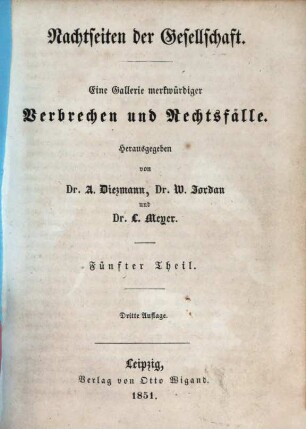 Nachtseiten der Gesellschaft.
Eine Gallerie merkwürdiger
Verbrechen und Rechtsfälle.
Herausgegeben
von
Dr. A. Diezmann, Dr. W. Jordan
und
Dr. L. Meyer.
Fünfter Theil.
Dritte Auflage.
Leipzig,
Verlag von Otto Wigand.
1851.